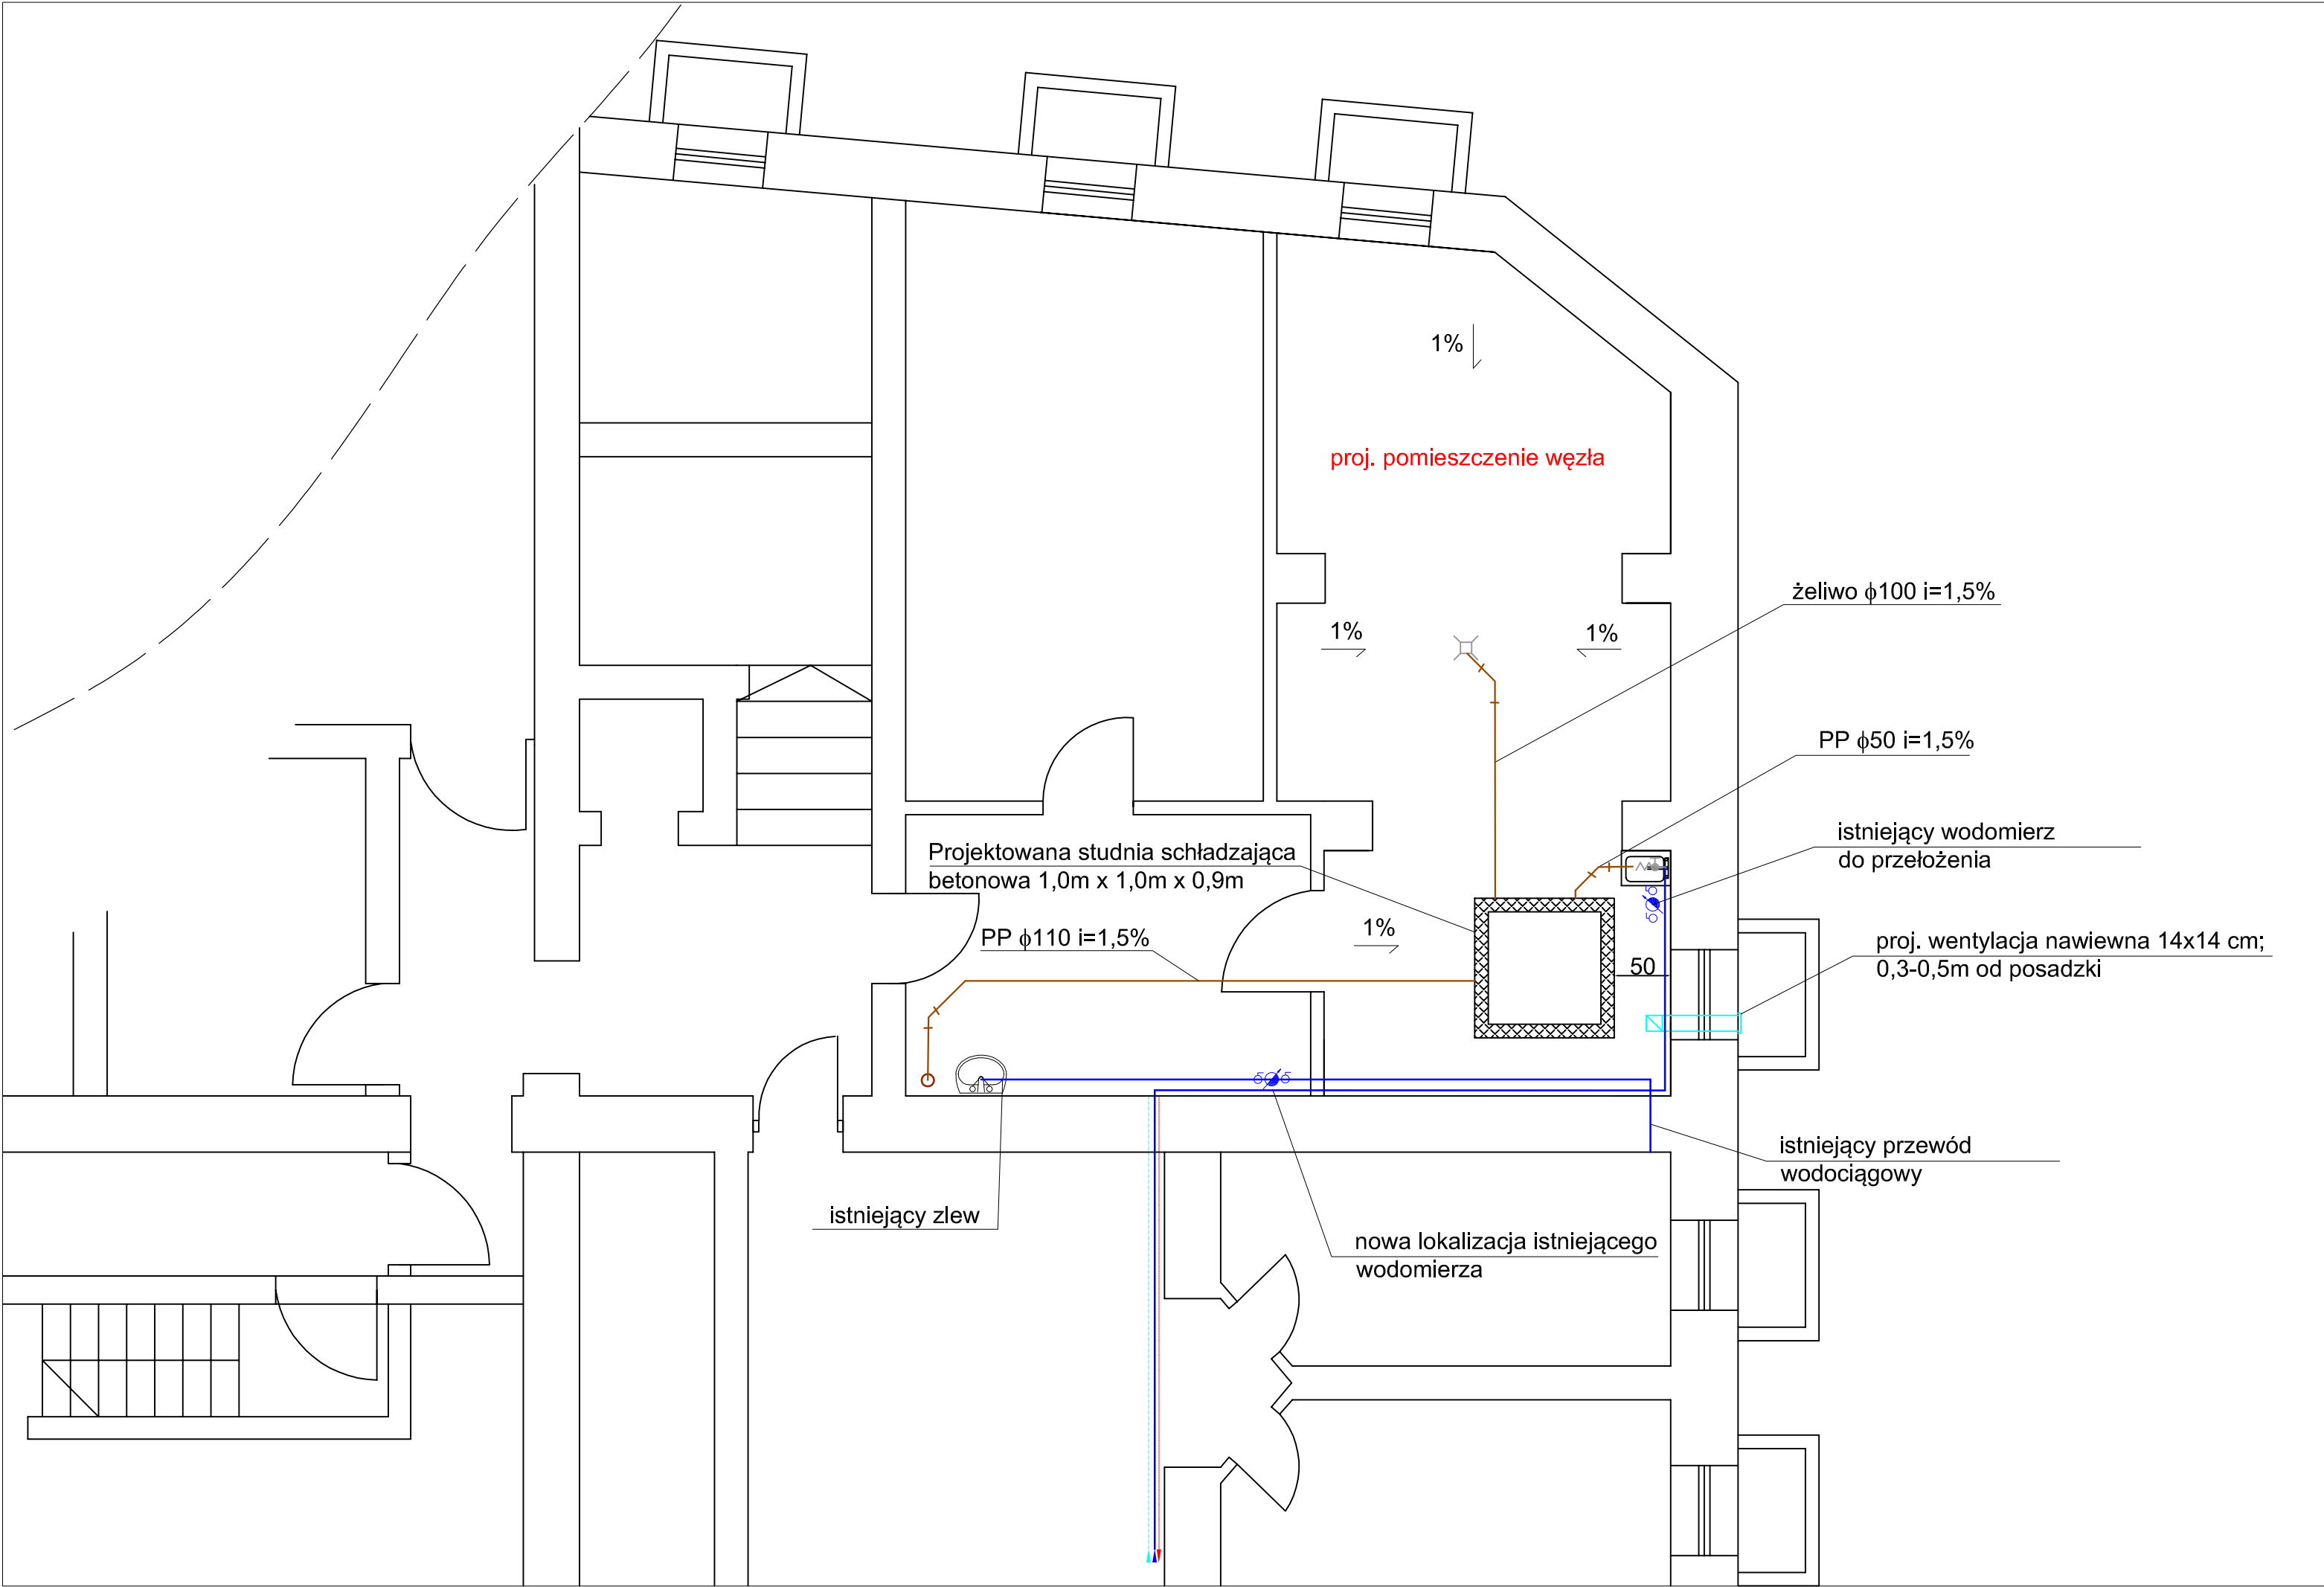 1%
proj. pomieszczenie węzła
żeliwo ϕ100 i=1,5%
1%
1%
PP ϕ50 i=1,5%
istniejący wodomierz
do przełożenia
Projektowana studnia schładzająca
betonowa 1,0m x 1,0m x 0,9m
1%
PP ϕ110 i=1,5%
proj. wentylacja nawiewna 14x14 cm;
0,3-0,5m od posadzki
50
istniejący przewód
wodociągowy
istniejący zlew
nowa lokalizacja istniejącego
wodomierza